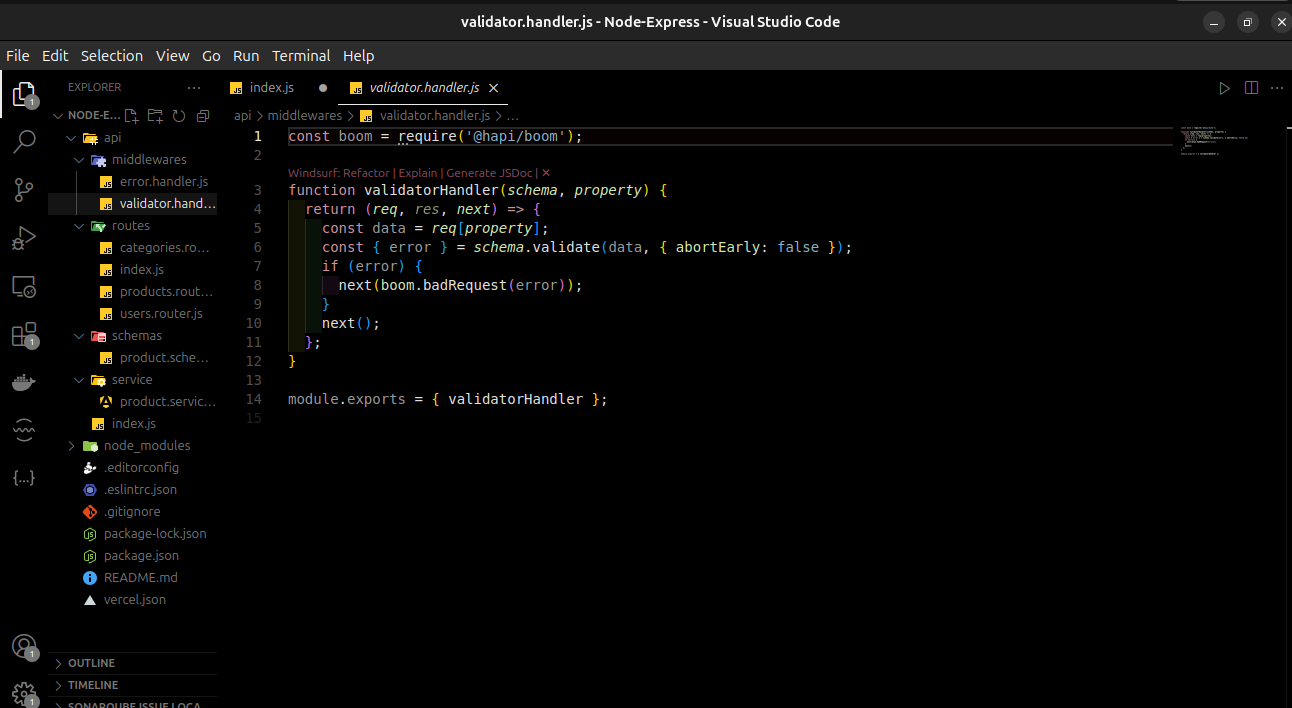 validator.handler.js - Node-Express - Visual Studio Code
File Edit Selection View Go Run Terminal Help
EXPLORER ...
NODE-E...
api
middlewares
error.handler.js
validator.hand...
routes
categories.ro...
index.js
products.rout...
users.router.js
schemas
product.sche...
service
product.servic...
index.js
node_modules
.editorconfig
.eslintrc.json
.gitignore
package-lock.json
package.json
README.md
vercel.json
OUTLINE
TIMELINE
SONARQUBE ISSUE LOCA
1
1
1
1
index.js
validator.handler.js
api > middlewares > validator.handler.js > ...
1 const boom = require('@hapi/boom');
2
Windsurf: Refactor | Explain | Generate JSDoc | ✕
3 function validatorHandler(schema, property) {
4 return (req, res, next) => {
5 const data = req[property];
6 const { error } = schema.validate(data, { abortEarly: false });
7 if (error) {
8 next(boom.badRequest(error));
9 }
10 next();
11 };
12 }
13
14 module.exports = { validatorHandler };
15